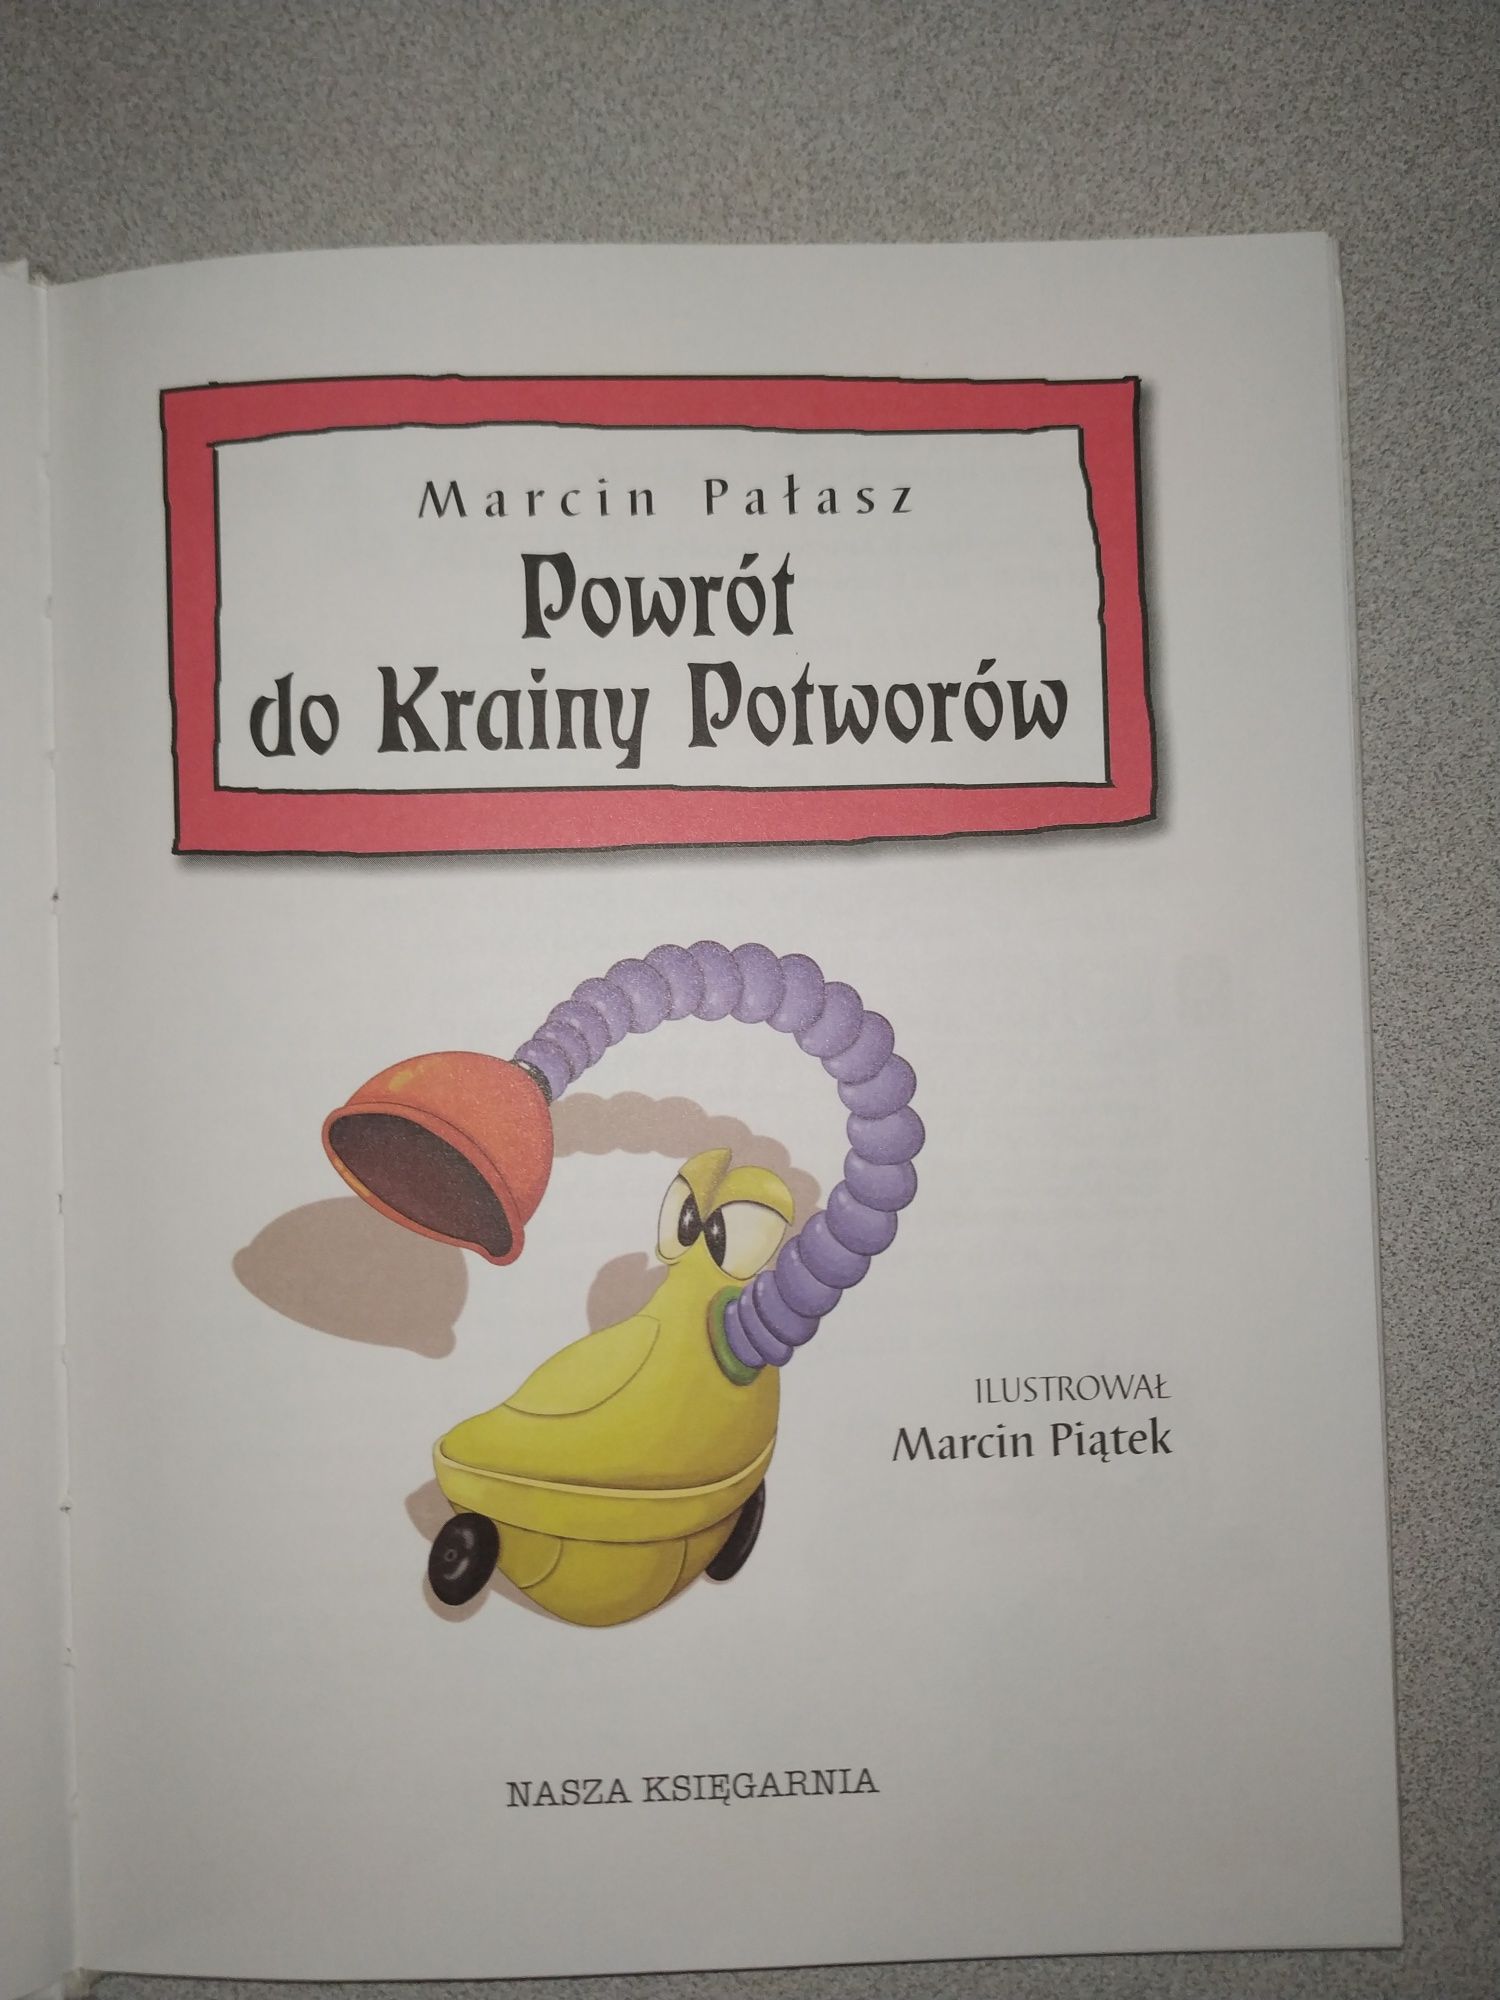 Marcin Pałasz
Powrót
do Krainy Potworów
ILUSTROWAŁ
Marcin Piątek
NASZA KSIĘGARNIA